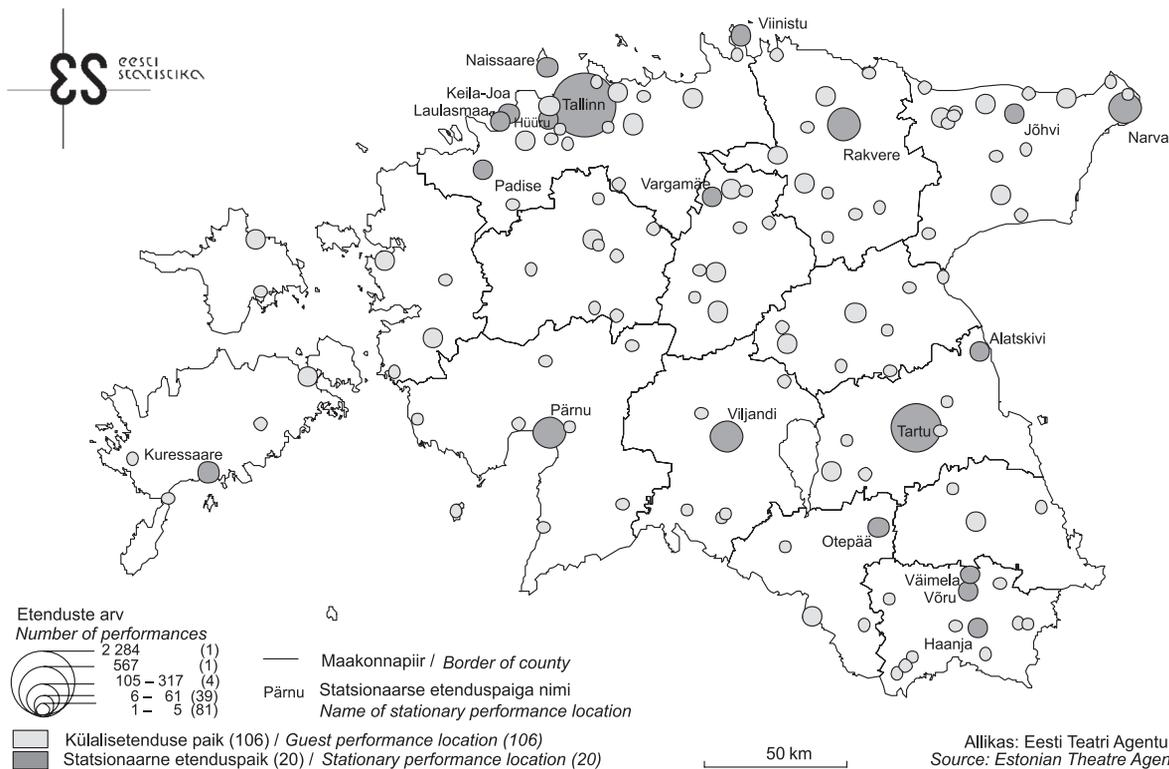 eesti
statistika
Viinistu
Naissaare
Keila-Joa
Laulasmaa
Hüüru
Tallinn
Jõhvi
Narva
Rakvere
Padise
Vargamäe
Alatskivi
Pärnu
Viljandi
Tartu
Kuressaare
Otepää
Väimela
Võru
Haanja
Etenduste arv
Number of performances
2 284 (1)
567 (1)
105 – 317 (4)
6 – 61 (39)
1 – 5 (81)
Maakonnapiir / Border of county
Pärnu Statsionaarse etenduspaiga nimi
Name of stationary performance location
Külalisetenduse paik (106) / Guest performance location (106)
Statsionaarne etenduspaik (20) / Stationary performance location (20)
50 km
Allikas: Eesti Teatri Agentu
Source: Estonian Theatre Agen